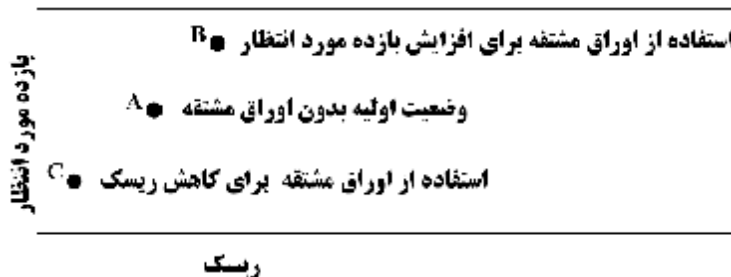 B استفاده از اوراق مشتقه برای افزایش بازده مورد انتظار
A وضعیت اولیه بدون اوراق مشتقه
C استفاده از اوراق مشتقه برای کاهش ریسک
بازده مورد انتظار
ریسک